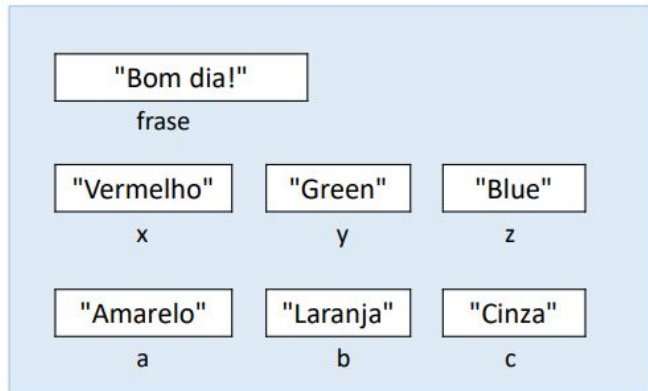 "Bom dia!"
frase
"Vermelho" "Green" "Blue"
x y z
"Amarelo" "Laranja" "Cinza"
a b c